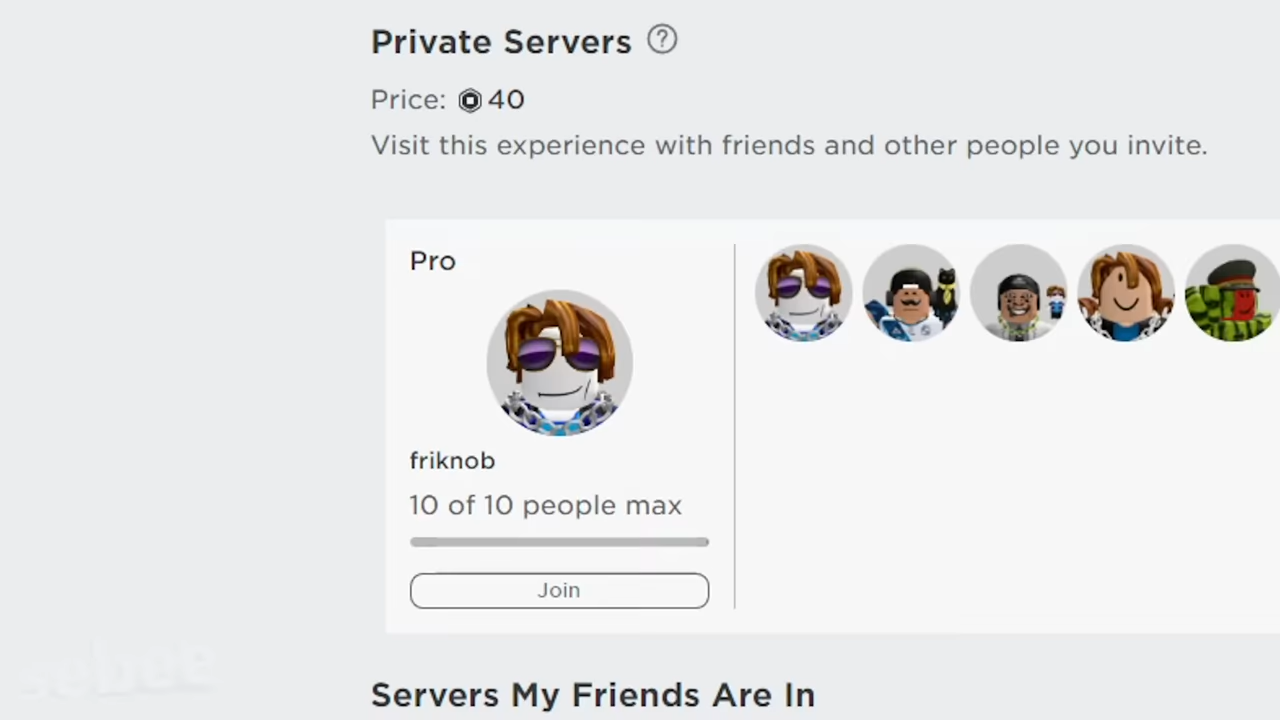 Private Servers ?
Price: 40
Visit this experience with friends and other people you invite.
Pro
friknob
10 of 10 people max
Join
Servers My Friends Are In